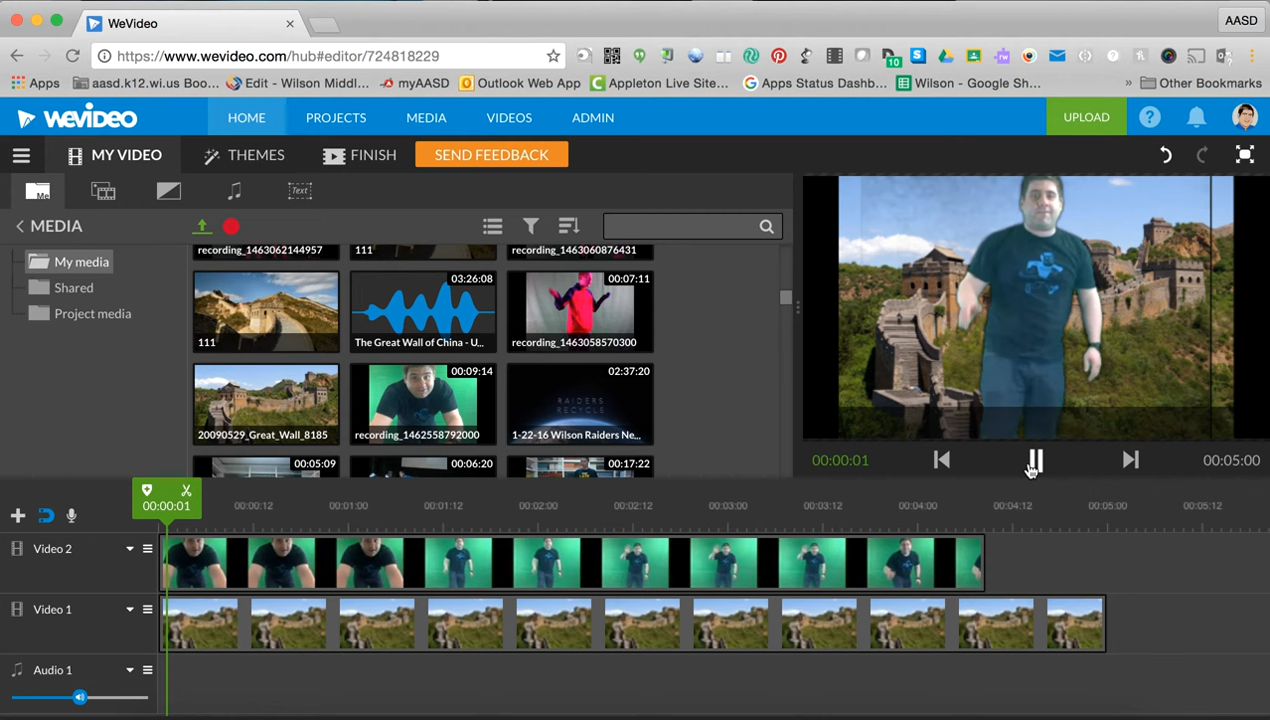 WeVideo
AASD
https://www.wevideo.com/hub#editor/724818229
10
Apps
aasd.k12.wi.us Boo...
Edit - Wilson Middl...
myAASD
Outlook Web App
Appleton Live Site...
Apps Status Dashb...
Wilson - Google Sh...
»
Other Bookmarks
WEVIDEO
HOME
PROJECTS
MEDIA
VIDEOS
ADMIN
UPLOAD
?
MY VIDEO
THEMES
FINISH
SEND FEEDBACK
Me
Text
MEDIA
My media
Shared
Project media
recording_1463062144957
111
recording_1463060876431
03:26:08
00:07:11
111
The Great Wall of China - U...
recording_1463058570300
00:09:14
02:37:20
RAIDERS
RECYCLE
20090529_Great_Wall_8185
recording_1462558792000
1-22-16 Wilson Raiders Ne...
00:05:09
00:06:20
00:17:22
00:00:01
00:05:00
00:00:01
00:00:12
00:01:00
00:01:12
00:02:00
00:02:12
00:03:00
00:03:12
00:04:00
00:04:12
00:05:00
00:05:12
Video 2
Video 1
Audio 1